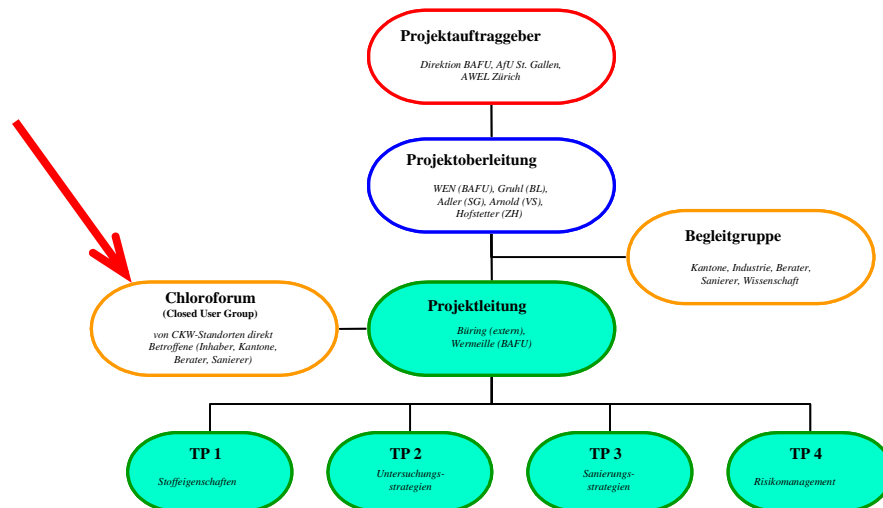 Projektauftraggeber
Direktion BAFU, AfU St. Gallen,
AWEL Zürich
Projektoberleitung
WEN (BAFU), Gruhl (BL),
Adler (SG), Arnold (VS),
Hofstetter (ZH)
Begleitgruppe
Kantone, Industrie, Berater,
Sanierer, Wissenschaft
Chloroforum
(Closed User Group)
von CKW-Standorten direkt
Betroffene (Inhaber, Kantone,
Berater, Sanierer)
Projektleitung
Büring (extern),
Wermeille (BAFU)
TP 1
Stoffeigenschaften
TP 2
Untersuchungs-
strategien
TP 3
Sanierungs-
strategien
TP 4
Risikomanagement